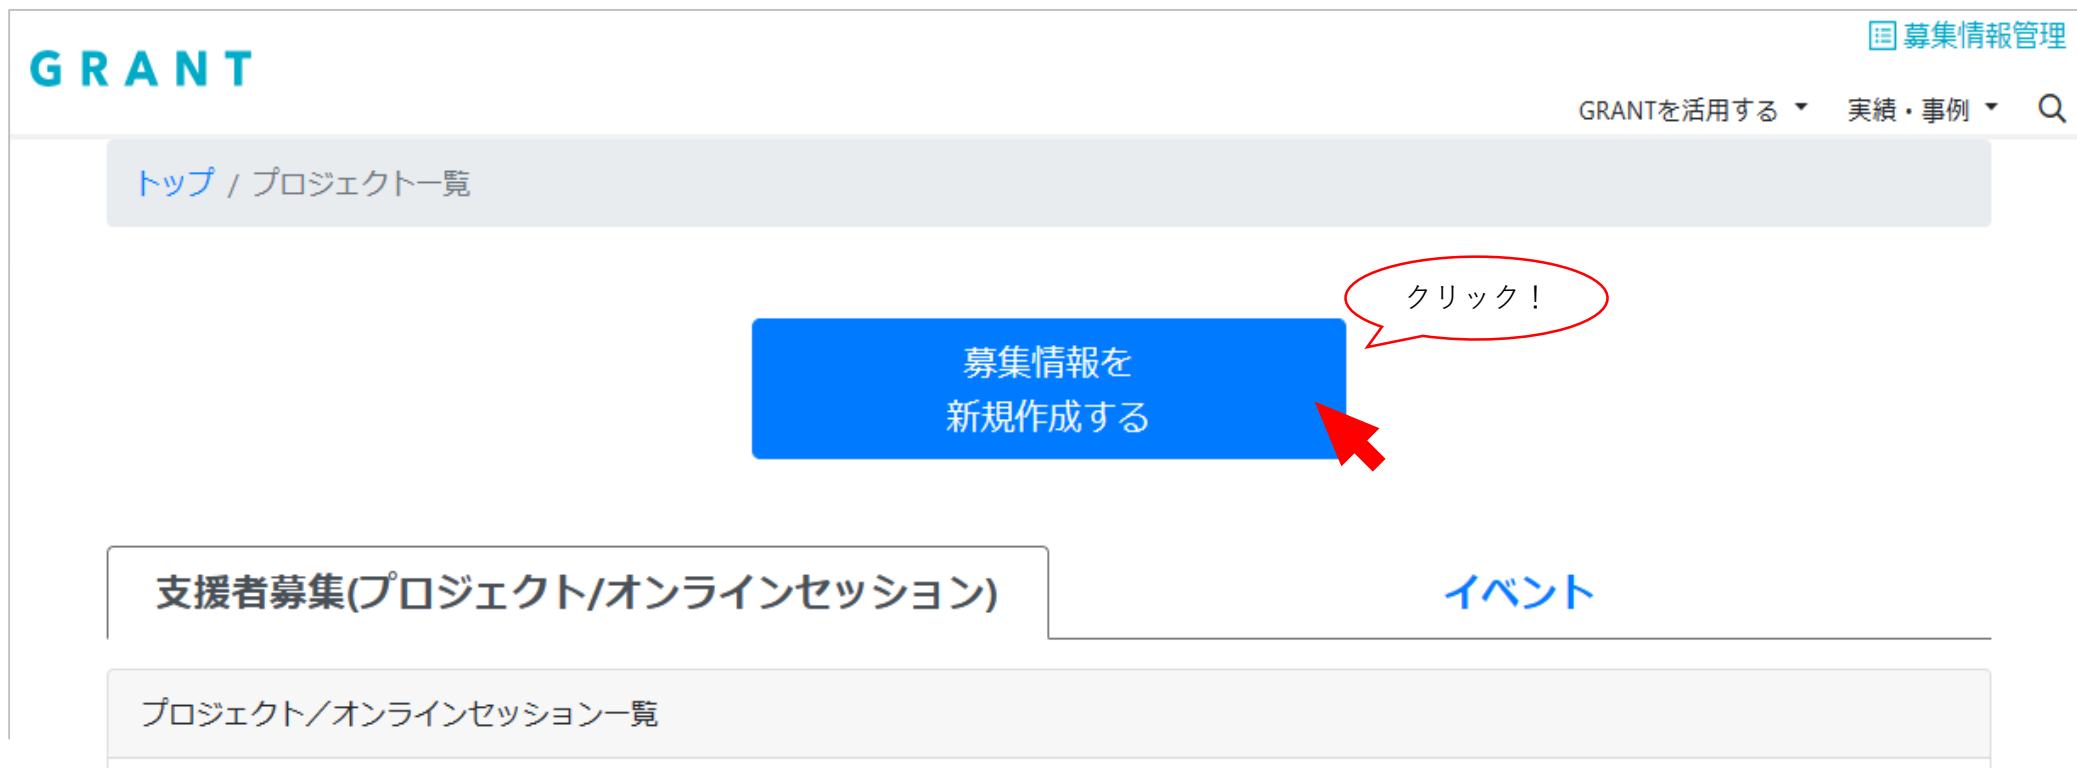 募集情報管理
GRANT
GRANTを活用する
実績・事例
トップ / プロジェクト一覧
クリック！
募集情報を
新規作成する
支援者募集(プロジェクト/オンラインセッション)
イベント
プロジェクト／オンラインセッション一覧